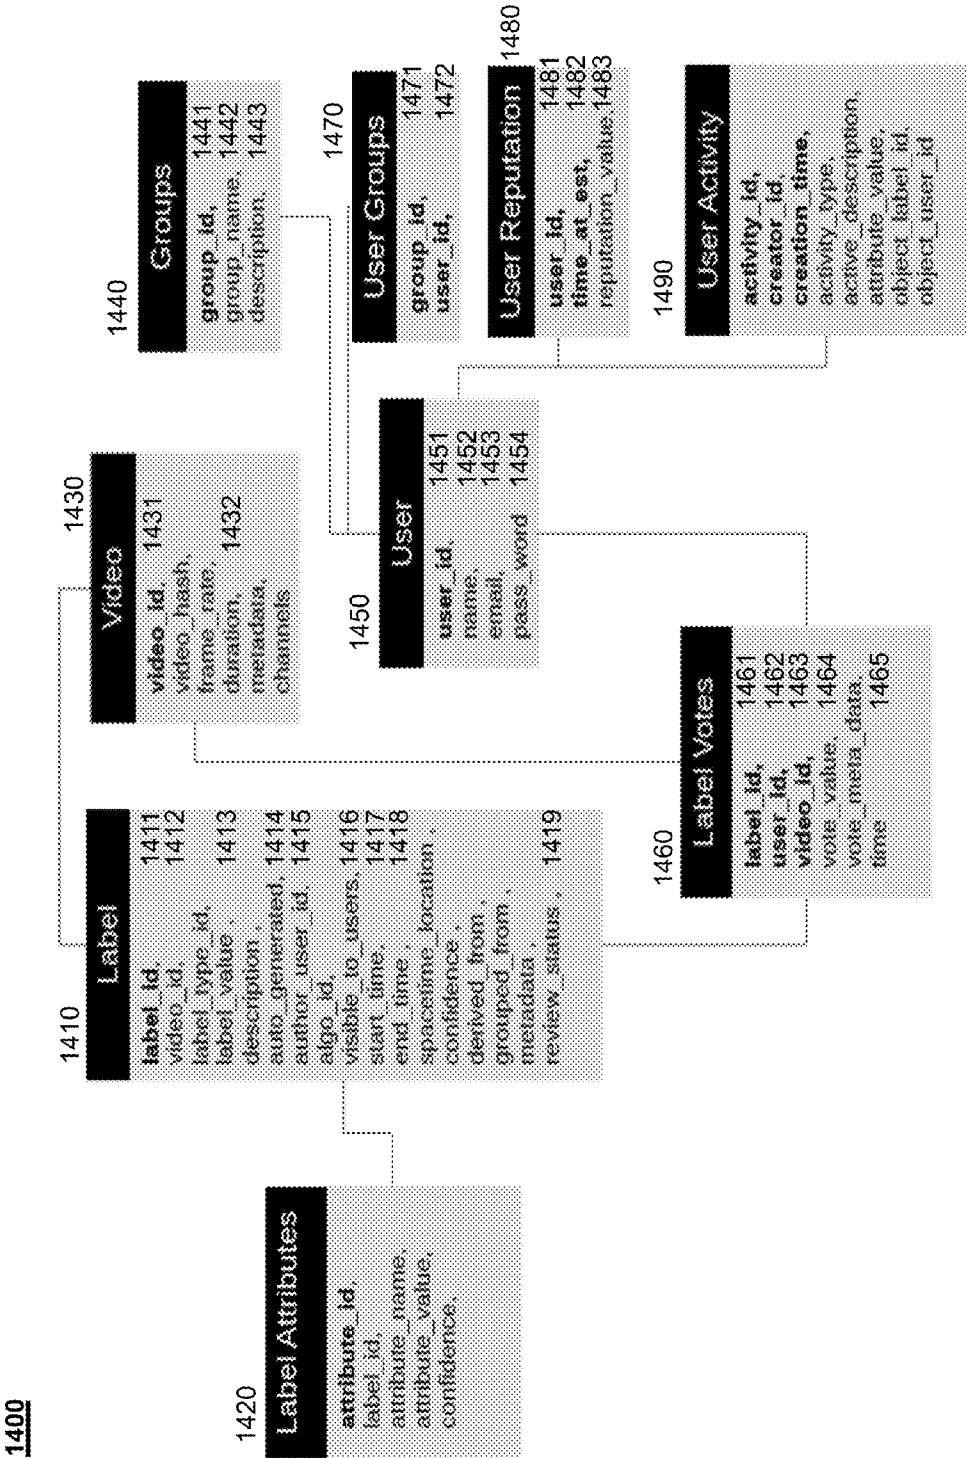 1400
1420
Label Attributes
attribute_id,
label_id,
attribute_name,
attribute_value,
confidence,
1410
Label
label_id, 1411
video_id, 1412
label_type_id,
label_value , 1413
description ,
auto_generated, 1414
author_user_id, 1415
algo_id,
visible_to_users, 1416
start_time, 1417
end_time , 1418
spacetime_location ,
confidence ,
derived_from ,
grouped_from ,
metadata ,
review_status, 1419
1430
Video
video_id, 1431
video_hash,
frame_rate,
duration, 1432
metadata,
channels
1440
Groups
group_id, 1441
group_name, 1442
description, 1443
1450
User
user_id, 1451
name, 1452
email, 1453
pass_word 1454
1460
Label Votes
label_id, 1461
user_id, 1462
video_id, 1463
vote_value, 1464
vote_meta_data
time 1465
1470
User Groups
group_id, 1471
user_id, 1472
1480
User Reputation
user_id, 1481
time_at_est, 1482
reputation_value, 1483
1490
User Activity
activity_id,
creator_id,
creation_time,
activity_type,
active_description,
attribute_value,
object_label_id,
object_user_id